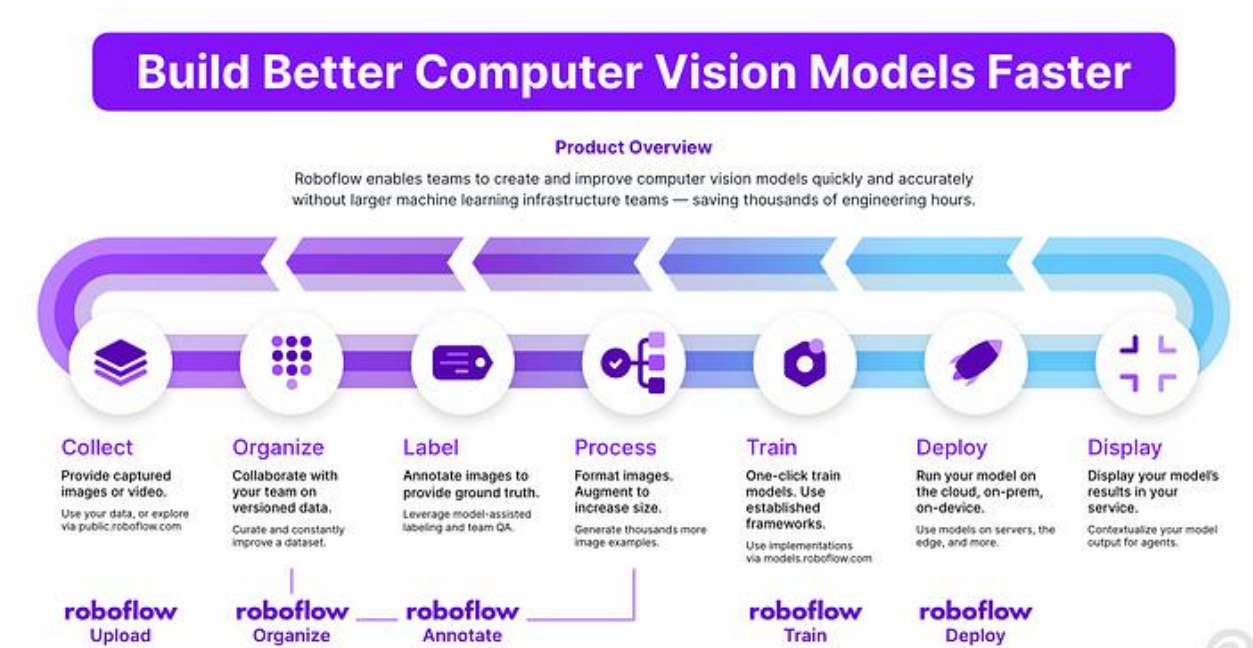 Build Better Computer Vision Models Faster
Product Overview
Roboflow enables teams to create and improve computer vision models quickly and accurately
without larger machine learning infrastructure teams — saving thousands of engineering hours.
Collect
Provide captured
images or video.
Use your data, or explore
via public.roboflow.com
Organize
Collaborate with
your team on
versioned data.
Curate and constantly
improve a dataset.
Label
Annotate images to
provide ground truth.
Leverage model-assisted
labeling and team QA.
Process
Format images.
Augment to
increase size.
Generate thousands more
image examples.
Train
One-click train
models. Use
established
frameworks.
Use implementations
via models.roboflow.com
Deploy
Run your model on
the cloud, on-prem,
on-device.
Use models on servers, the
edge, and more.
Display
Display your model's
results in your
service.
Contextualize your model
output for agents.
roboflow
Upload
roboflow
Organize
roboflow
Annotate
roboflow
Train
roboflow
Deploy